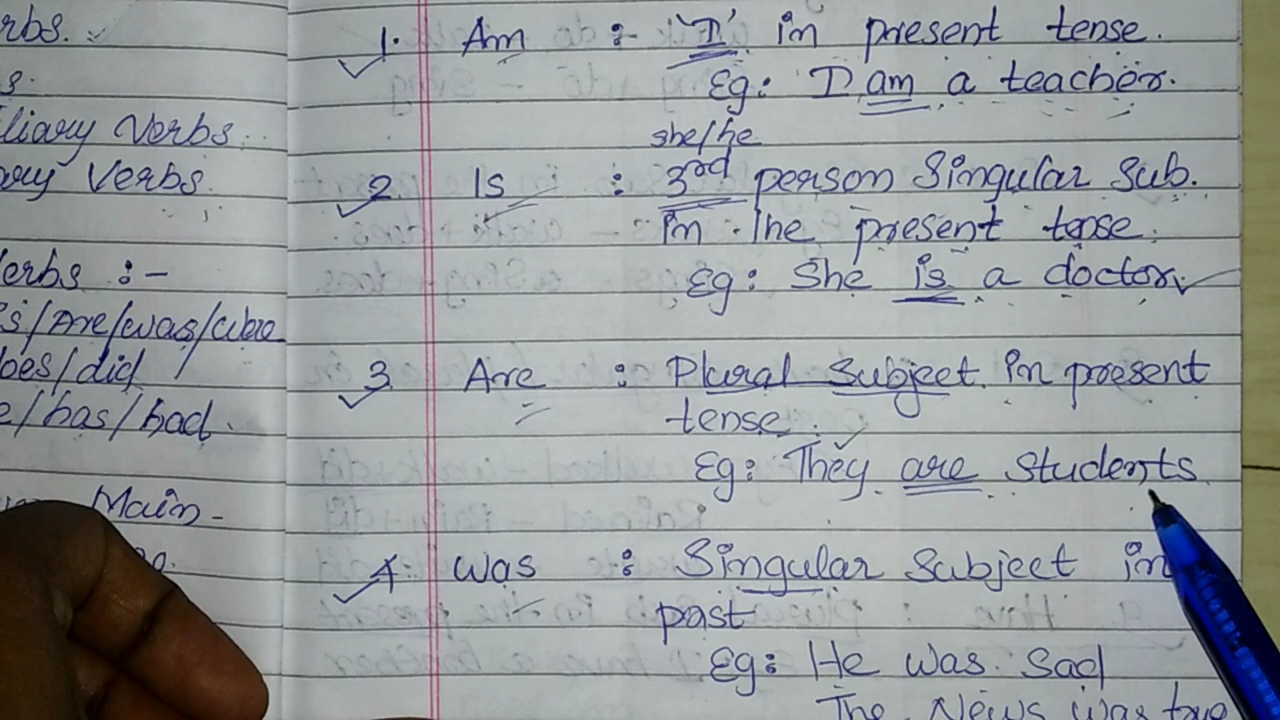 rbs.
s.
liary Verbs.
ary Verbs.
erbs :-
s/Are/was/were
oes/did
e/has/had.
Main -
1. Am :- 'I' in present tense.
Eg: I am a teacher.
she/he
2. Is : 3rd person Singular Sub.
in the present tense.
Eg: She is a doctor
3. Are : Plural Subject in present
tense.
Eg: They are students.
4. was : Singular Subject in
past
Eg: He was sad
The News was true